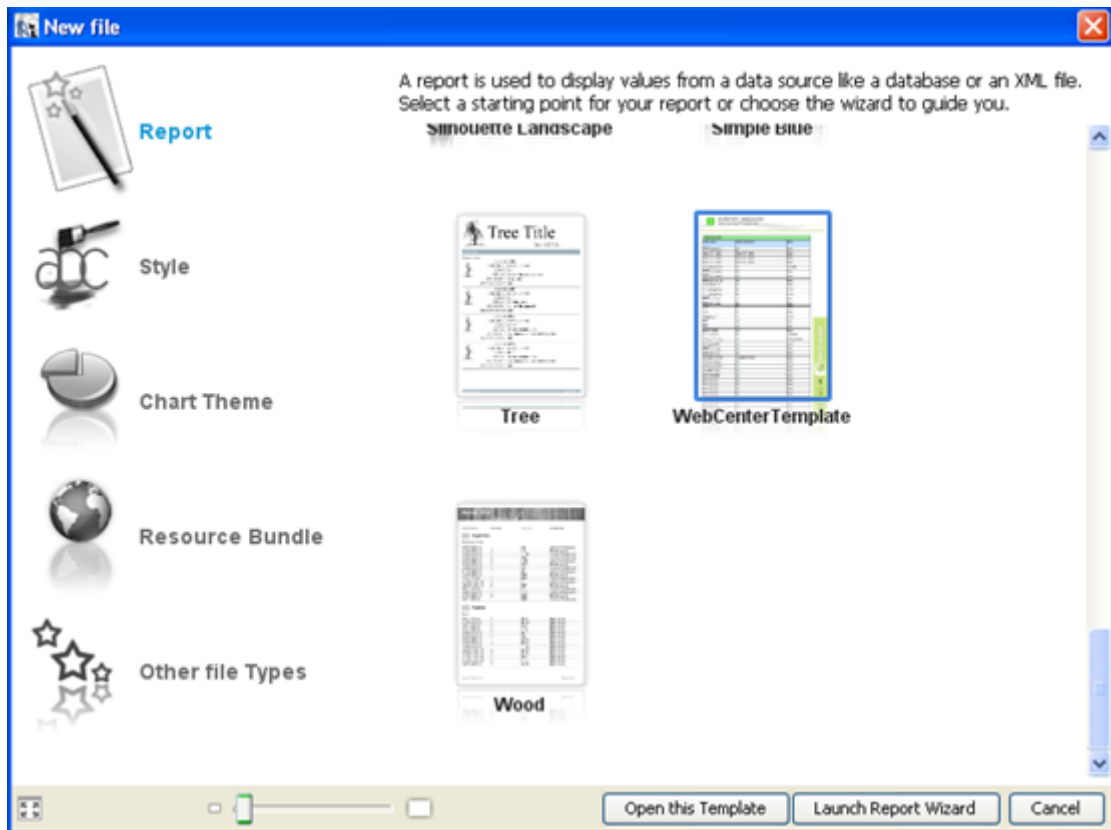 New file
A report is used to display values from a data source like a database or an XML file.
Select a starting point for your report or choose the wizard to guide you.
Report
Silhouette Landscape
Simple Blue
Tree Title
abc
Style
Tree
WebCenterTemplate
Chart Theme
Resource Bundle
Other file Types
Wood
Open this Template
Launch Report Wizard
Cancel